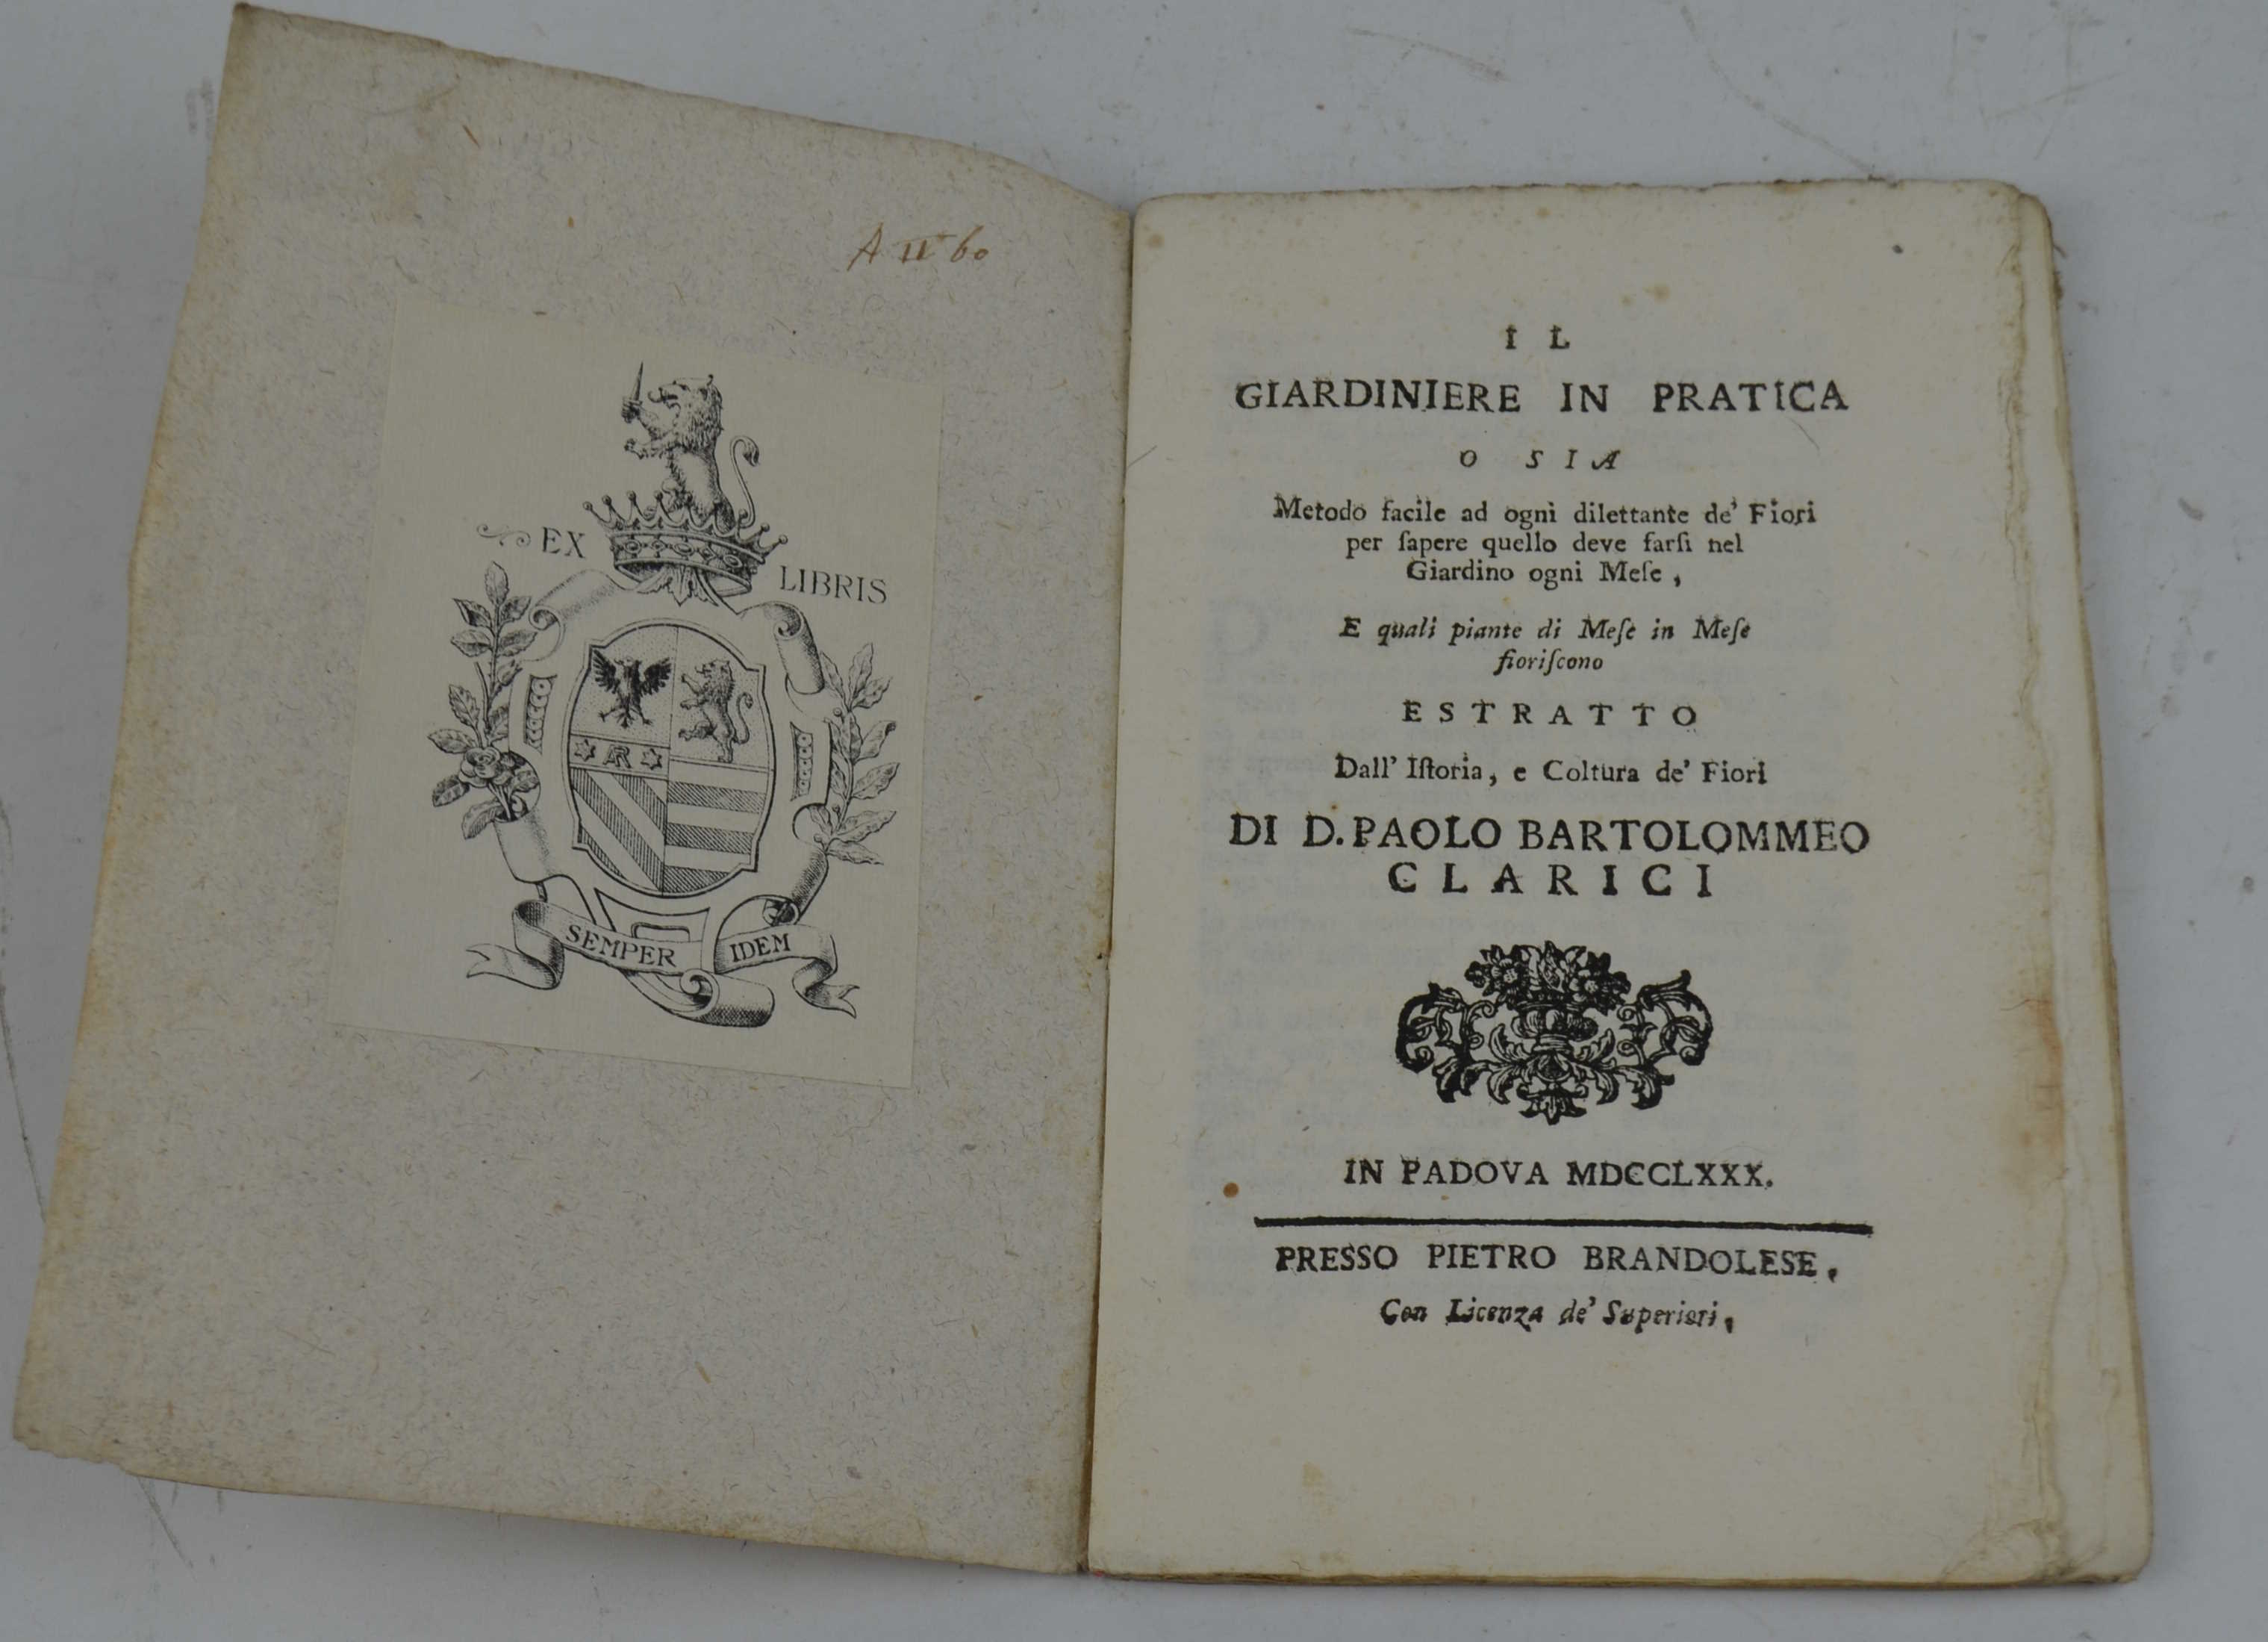 A II 60
EX LIBRIS
AR
SEMPER IDEM
I L
GIARDINIERE IN PRATICA
O SIA
Metodo facile ad ogni dilettante de' Fiori
per ſapere quello deve farſi nel
Giardino ogni Meſe,
E quali piante di Meſe in Meſe
fioriſcono
ESTRATTO
Dall' Iſtoria, e Coltura de' Fiori
DI D. PAOLO BARTOLOMMEO
CLARICI
IN PADOVA MDCCLXXX.
PRESSO PIETRO BRANDOLESE,
Con Licenza de' Superiori,